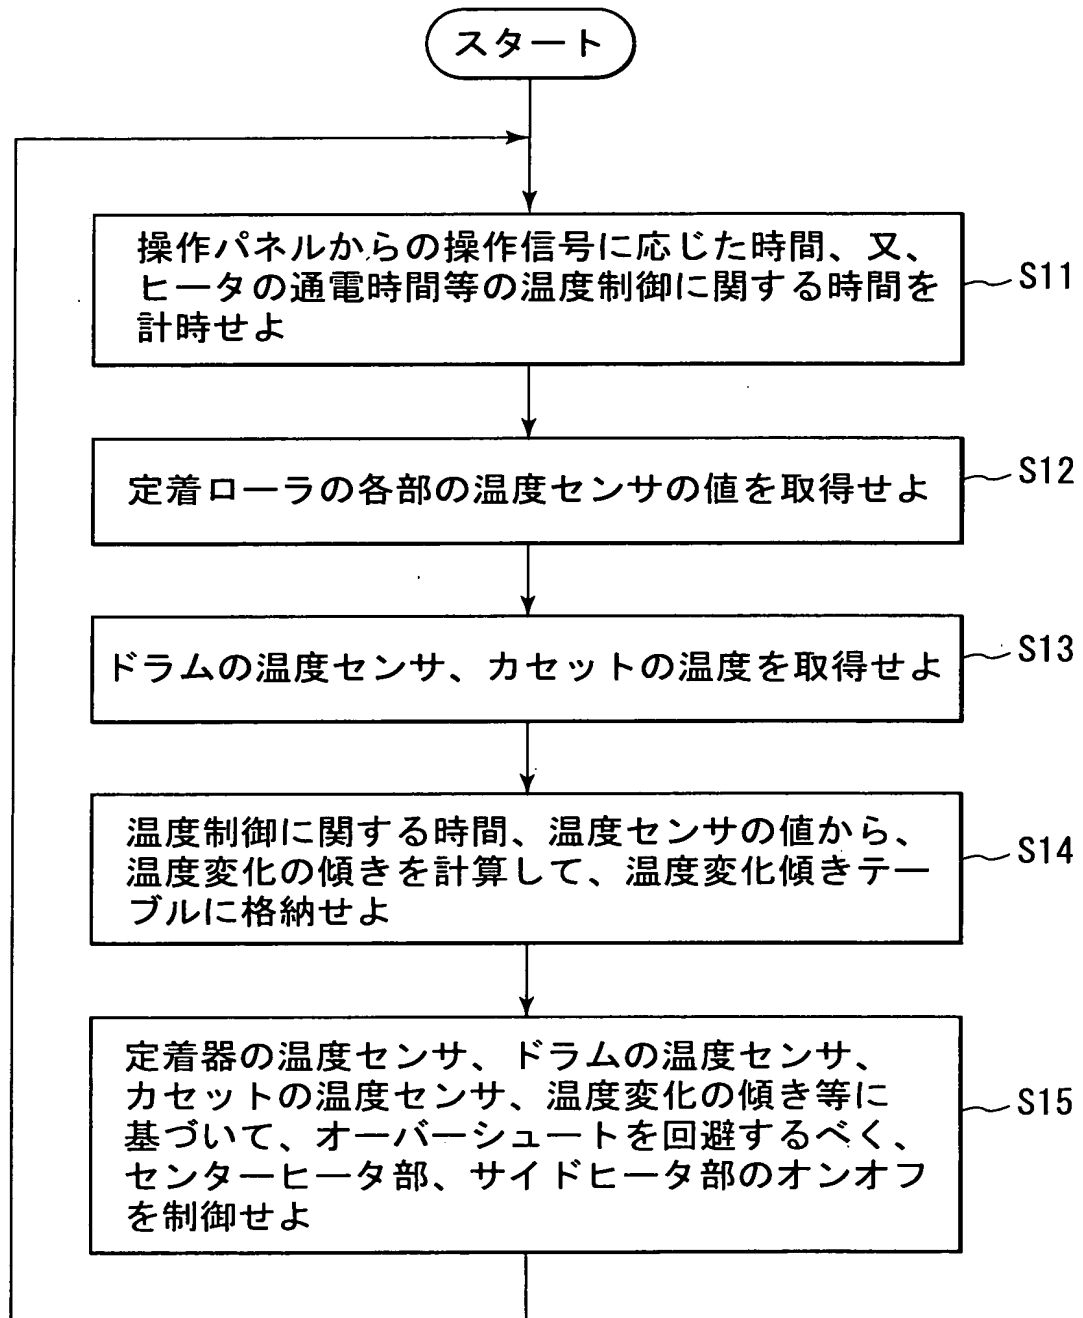 スタート
操作パネルからの操作信号に応じた時間、又、
ヒータの通電時間等の温度制御に関する時間を
計時せよ
S11
定着ローラの各部の温度センサの値を取得せよ
S12
ドラムの温度センサ、カセットの温度を取得せよ
S13
温度制御に関する時間、温度センサの値から、
温度変化の傾きを計算して、温度変化傾きテー
ブルに格納せよ
S14
定着器の温度センサ、ドラムの温度センサ、
カセットの温度センサ、温度変化の傾き等に
基づいて、オーバーシュートを回避するべく、
センターヒータ部、サイドヒータ部のオンオフ
を制御せよ
S15